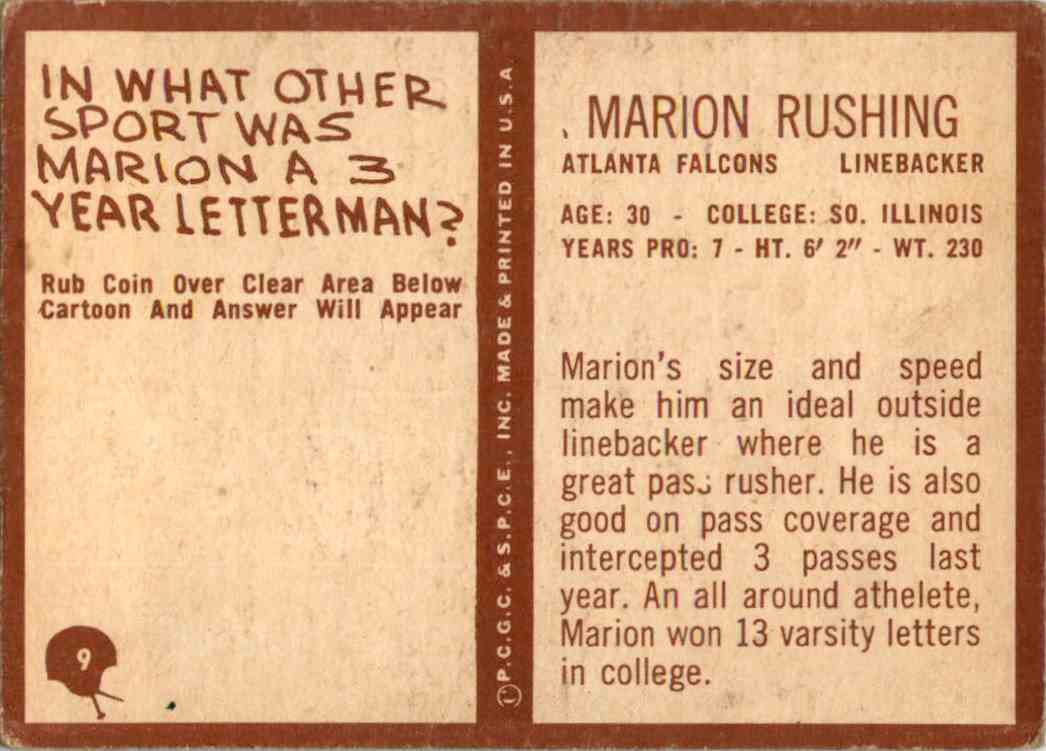 IN WHAT OTHER
SPORT WAS
MARION A 3
YEAR LETTERMAN?
Rub Coin Over Clear Area Below
Cartoon And Answer Will Appear
9
©P.C.G.C. & S.P.C.E., INC. MADE & PRINTED IN U.S.A.
MARION RUSHING
ATLANTA FALCONS LINEBACKER
AGE: 30 - COLLEGE: SO. ILLINOIS
YEARS PRO: 7 - HT. 6' 2" - WT. 230
Marion's size and speed
make him an ideal outside
linebacker where he is a
great pass rusher. He is also
good on pass coverage and
intercepted 3 passes last
year. An all around athelete,
Marion won 13 varsity letters
in college.